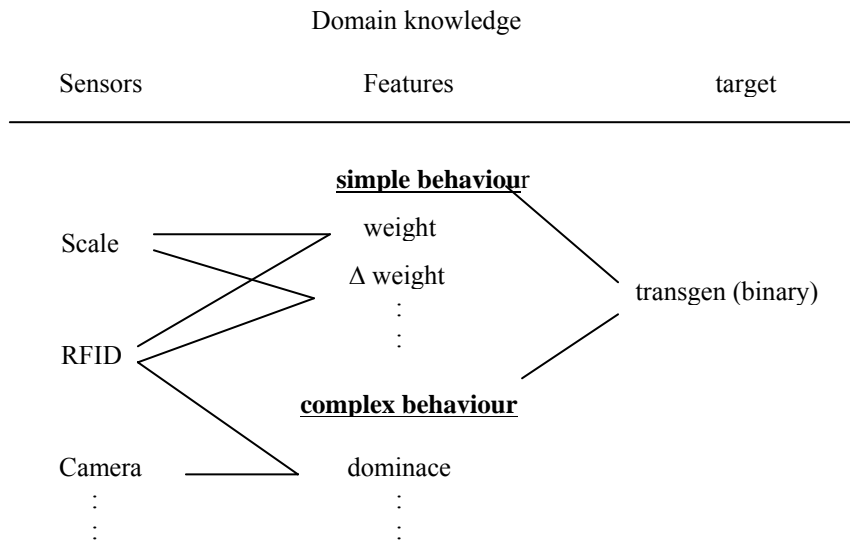 Domain knowledge
Sensors Features target
simple behaviour
Scale weight
Δ weight
transgen (binary)
⋮
RFID
complex behaviour
Camera dominace
⋮ ⋮